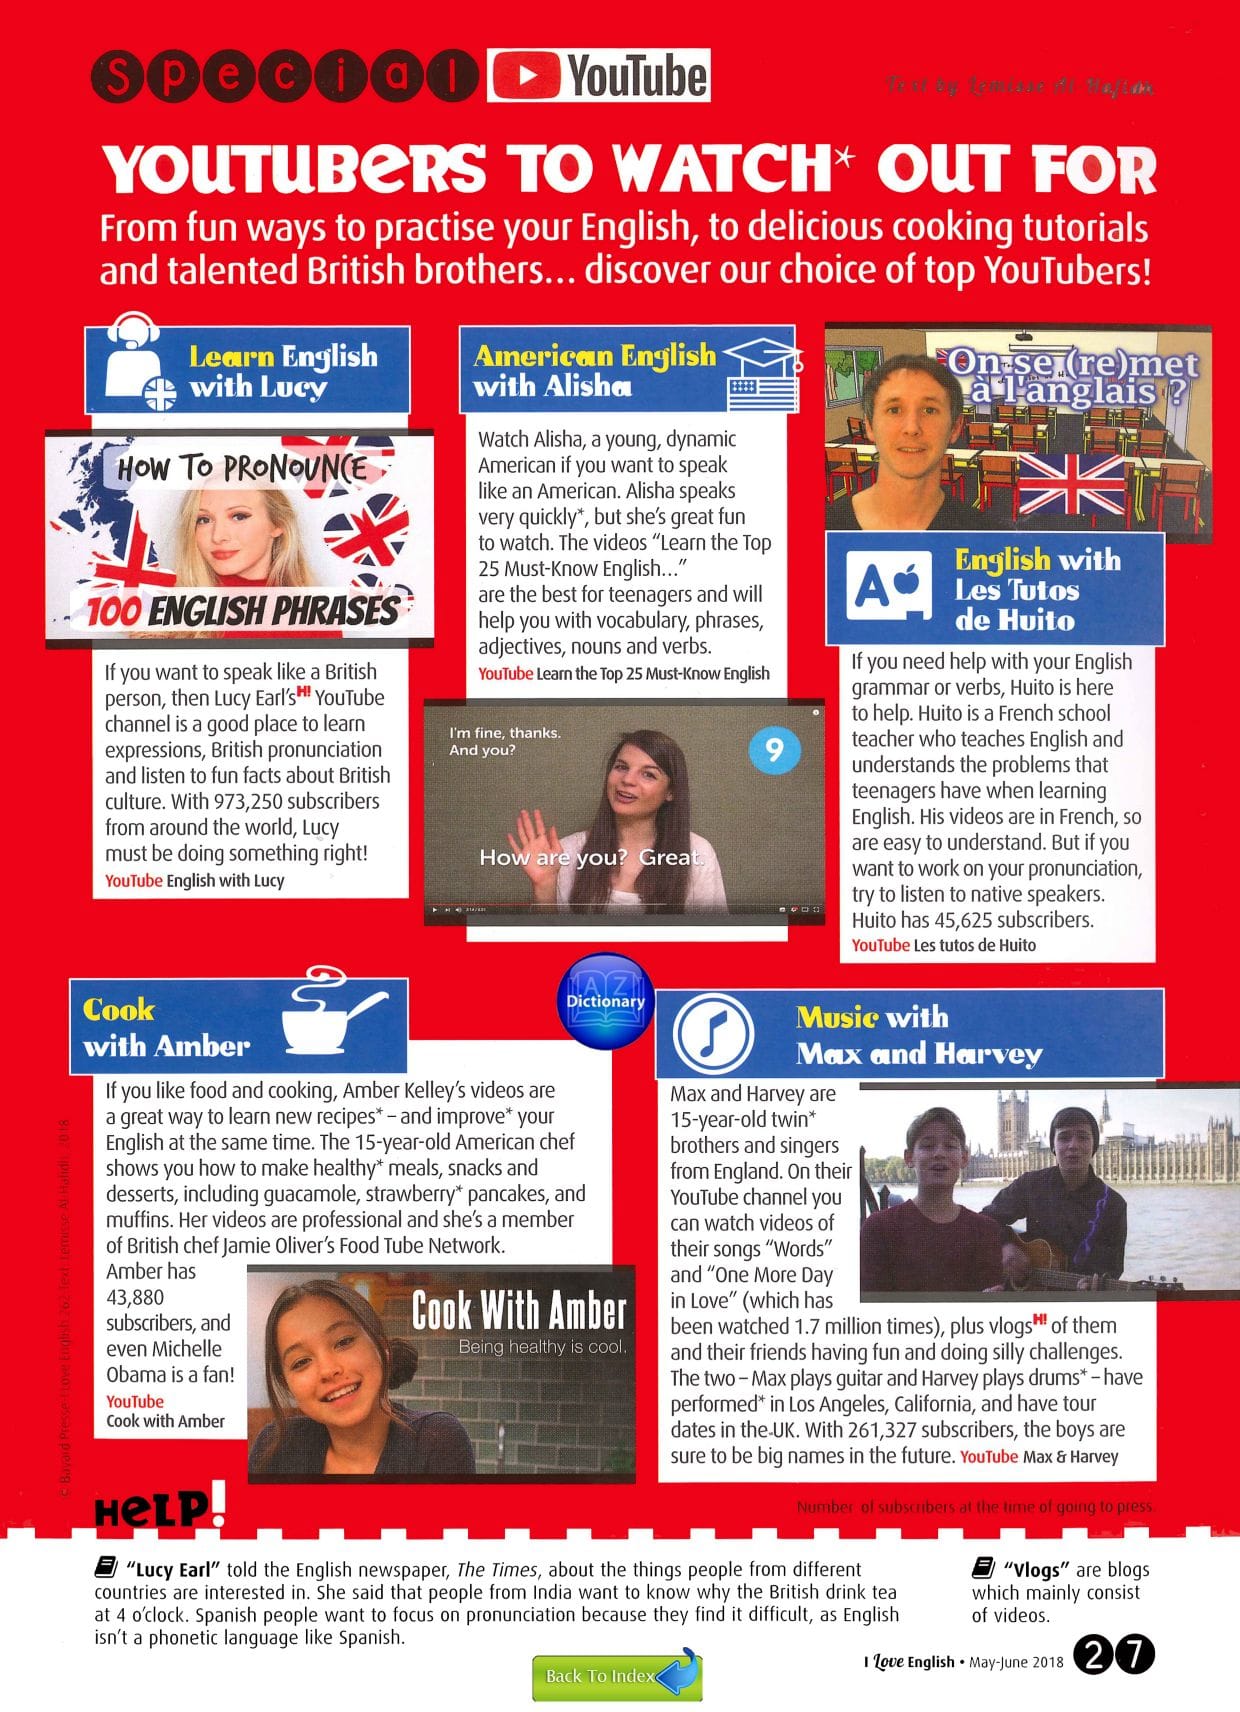 Special YouTube
Text by Lemisse Al-Hafidh
YOUTUBERS TO WATCH* OUT FOR
From fun ways to practise your English, to delicious cooking tutorials
and talented British brothers... discover our choice of top YouTubers!
Learn English
with Lucy
HOW TO PRONOUNCE
100 ENGLISH PHRASES
If you want to speak like a British
person, then Lucy Earl's H! YouTube
channel is a good place to learn
expressions, British pronunciation
and listen to fun facts about British
culture. With 973,250 subscribers
from around the world, Lucy
must be doing something right!
YouTube English with Lucy
American English
with Alisha
Watch Alisha, a young, dynamic
American if you want to speak
like an American. Alisha speaks
very quickly*, but she's great fun
to watch. The videos “Learn the Top
25 Must-Know English...”
are the best for teenagers and will
help you with vocabulary, phrases,
adjectives, nouns and verbs.
YouTube Learn the Top 25 Must-Know English
I'm fine, thanks.
And you?
9
How are you? Great.
On se (re)met
à l'anglais ?
A
English with
Les Tutos
de Huito
If you need help with your English
grammar or verbs, Huito is here
to help. Huito is a French school
teacher who teaches English and
understands the problems that
teenagers have when learning
English. His videos are in French, so
are easy to understand. But if you
want to work on your pronunciation,
try to listen to native speakers.
Huito has 45,625 subscribers.
YouTube Les tutos de Huito
Cook
with Amber
If you like food and cooking, Amber Kelley's videos are
a great way to learn new recipes* – and improve* your
English at the same time. The 15-year-old American chef
shows you how to make healthy* meals, snacks and
desserts, including guacamole, strawberry* pancakes, and
muffins. Her videos are professional and she's a member
of British chef Jamie Oliver's Food Tube Network.
Amber has
43,880
subscribers, and
even Michelle
Obama is a fan!
YouTube
Cook with Amber
Cook With Amber
Being healthy is cool.
A Z
Dictionary
Music with
Max and Harvey
Max and Harvey are
15-year-old twin*
brothers and singers
from England. On their
YouTube channel you
can watch videos of
their songs “Words”
and “One More Day
in Love” (which has
been watched 1.7 million times), plus vlogs H! of them
and their friends having fun and doing silly challenges.
The two – Max plays guitar and Harvey plays drums* – have
performed* in Los Angeles, California, and have tour
dates in the UK. With 261,327 subscribers, the boys are
sure to be big names in the future. YouTube Max & Harvey
© Bayard Presse I Love English 262 Text : Lemisse Al-Hafidh 2018
HELP!
Number of subscribers at the time of going to press.
“Lucy Earl” told the English newspaper, The Times, about the things people from different
countries are interested in. She said that people from India want to know why the British drink tea
at 4 o'clock. Spanish people want to focus on pronunciation because they find it difficult, as English
isn't a phonetic language like Spanish.
“Vlogs” are blogs
which mainly consist
of videos.
Back To Index
I Love English • May-June 2018 27